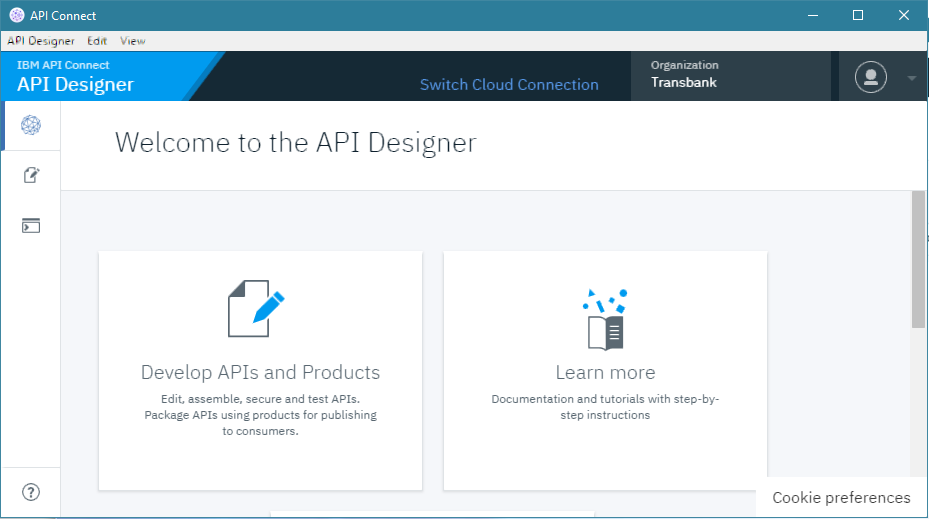 API Connect
API Designer Edit View
IBM API Connect
API Designer
Switch Cloud Connection
Organization
Transbank
Welcome to the API Designer
Develop APIs and Products
Edit, assemble, secure and test APIs.
Package APIs using products for publishing
to consumers.
Learn more
Documentation and tutorials with step-by-
step instructions
Cookie preferences